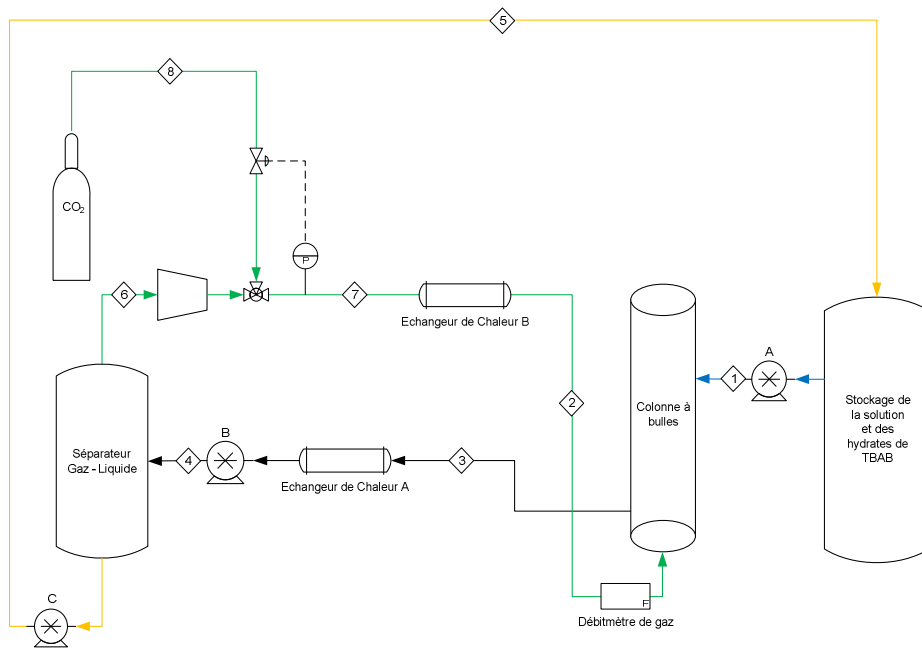 5
8
CO2
P
6
7
Echangeur de Chaleur B
A
1
2
Colonne à
bulles
Stockage de
la solution
et des
hydrates de
TBAB
Séparateur
Gaz - Liquide
B
4
3
Echangeur de Chaleur A
C
F
Débitmètre de gaz